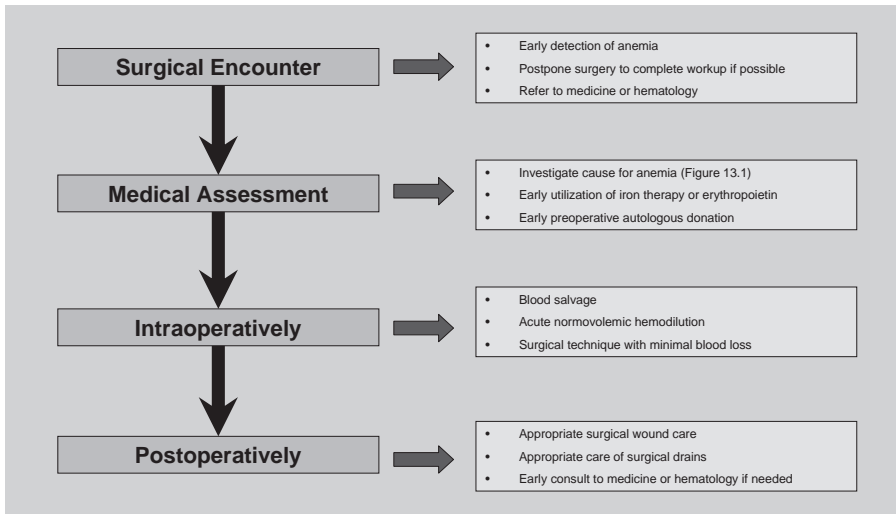 Surgical Encounter
• Early detection of anemia
• Postpone surgery to complete workup if possible
• Refer to medicine or hematology
Medical Assessment
• Investigate cause for anemia (Figure 13.1)
• Early utilization of iron therapy or erythropoietin
• Early preoperative autologous donation
Intraoperatively
• Blood salvage
• Acute normovolemic hemodilution
• Surgical technique with minimal blood loss
Postoperatively
• Appropriate surgical wound care
• Appropriate care of surgical drains
• Early consult to medicine or hematology if needed